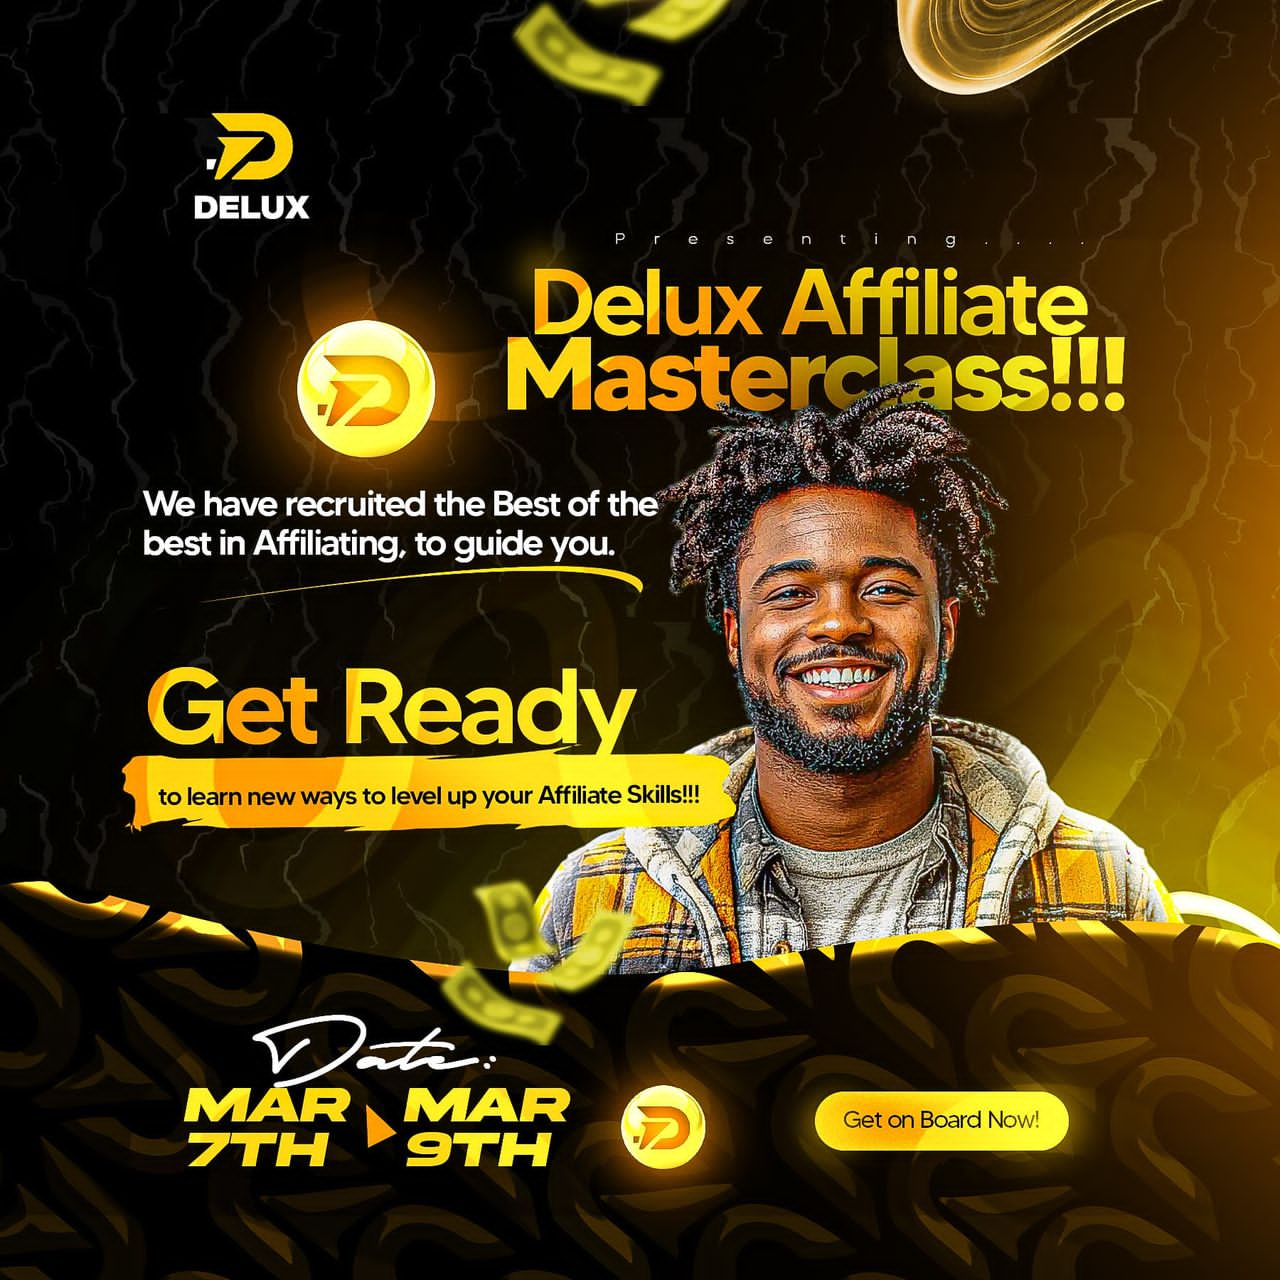 DELUX
Presenting....
Delux Affiliate
Masterclass!!!
We have recruited the Best of the
best in Affiliating, to guide you.
Get Ready
to learn new ways to level up your Affiliate Skills!!!
Date:
MAR 7TH
MAR 9TH
Get on Board Now!